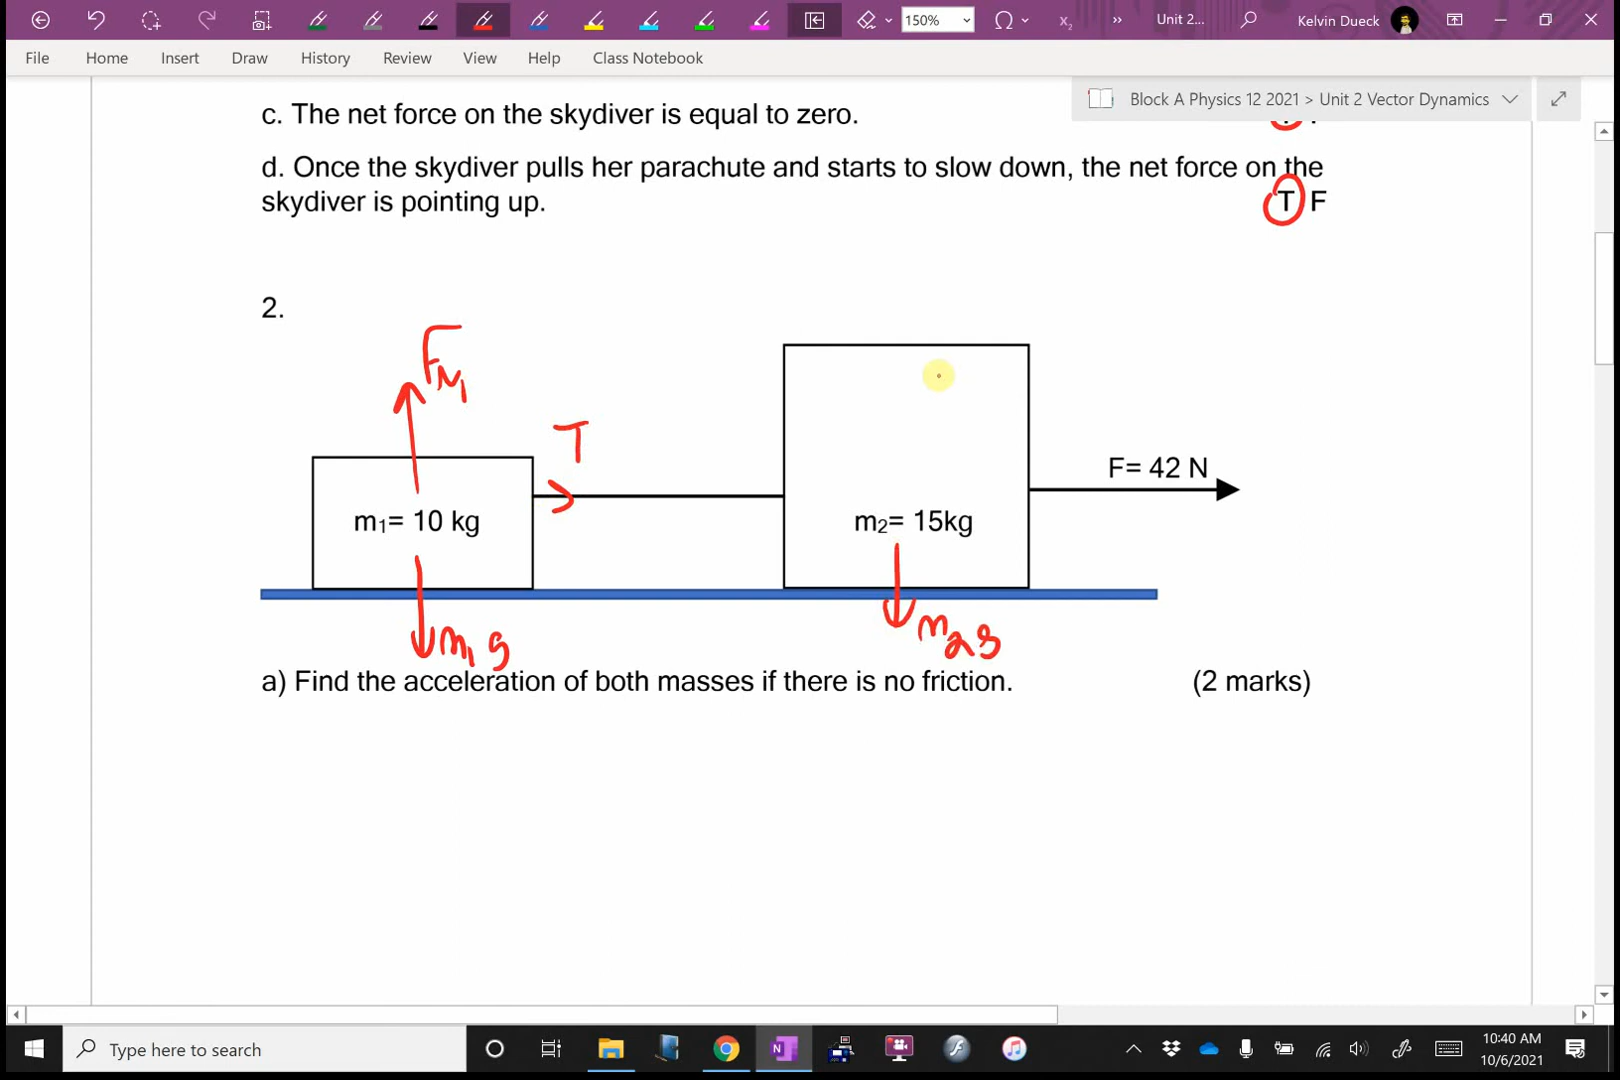 150%
Unit 2...
Kelvin Dueck
File Home Insert Draw History Review View Help Class Notebook
Block A Physics 12 2021 > Unit 2 Vector Dynamics
c. The net force on the skydiver is equal to zero.
d. Once the skydiver pulls her parachute and starts to slow down, the net force on the
skydiver is pointing up. T F
2.
FN1
T
F= 42 N
m₁= 10 kg
m₂= 15kg
m1g
m2g
a) Find the acceleration of both masses if there is no friction. (2 marks)
Type here to search
10:40 AM
10/6/2021